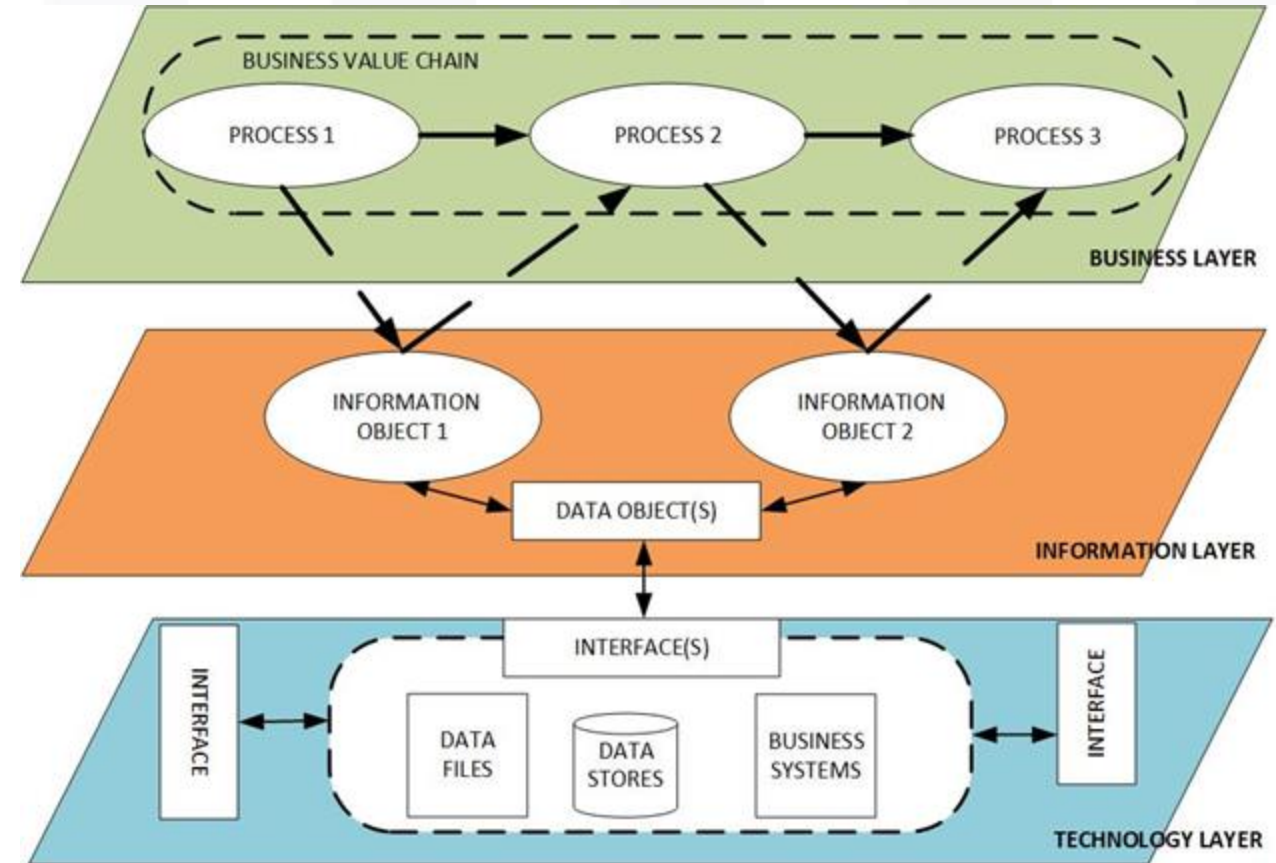 BUSINESS VALUE CHAIN
PROCESS 1
PROCESS 2
PROCESS 3
BUSINESS LAYER
INFORMATION
OBJECT 1
INFORMATION
OBJECT 2
DATA OBJECT(S)
INFORMATION LAYER
INTERFACE(S)
INTERFACE
DATA
FILES
DATA
STORES
BUSINESS
SYSTEMS
INTERFACE
TECHNOLOGY LAYER